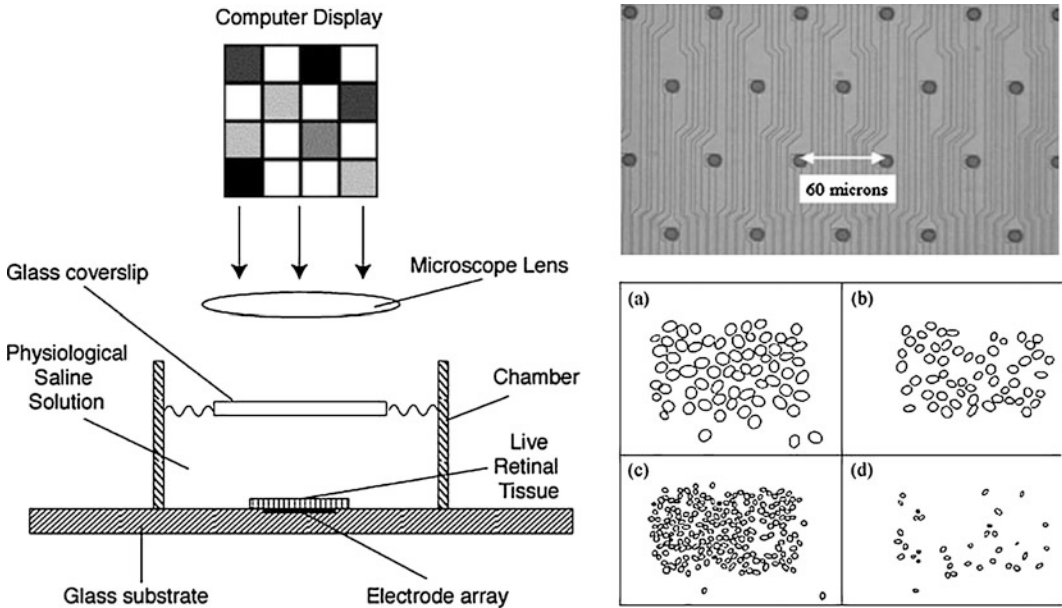 Computer Display
Glass coverslip
Microscope Lens
Physiological
Saline
Solution
Chamber
Live
Retinal
Tissue
Glass substrate
Electrode array
60 microns
(a)
(b)
(c)
(d)